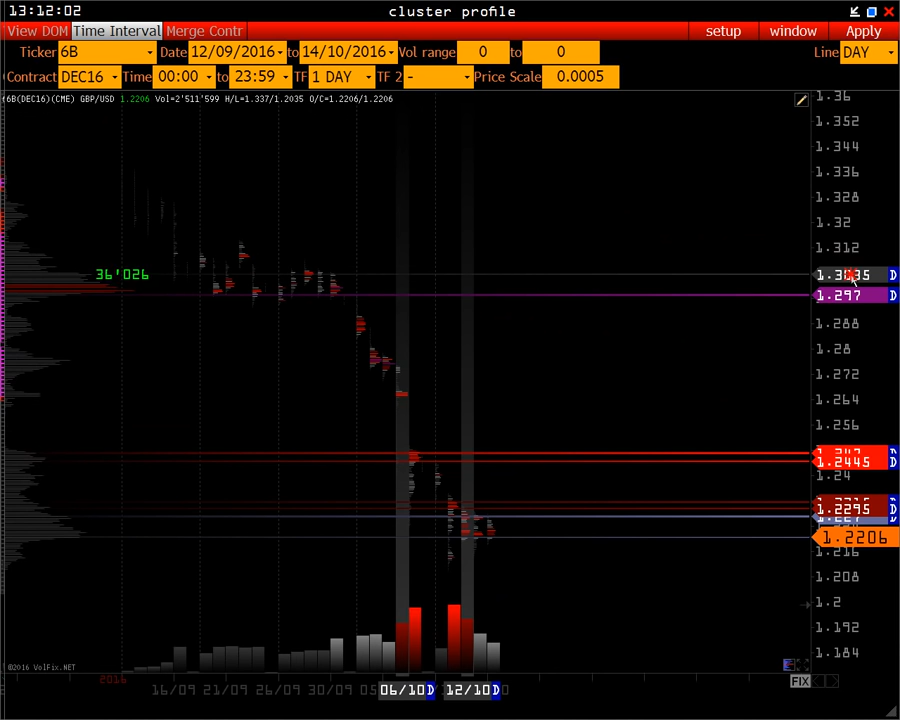 13:12:02 cluster profile
View DOM Time Interval Merge Contr setup window Apply
Ticker 6B Date 12/09/2016 to 14/10/2016 Vol range 0 to 0 Line DAY
Contract DEC16 Time 00:00 to 23:59 TF 1 DAY TF 2 - Price Scale 0.0005
f6B(DEC16)(CME) GBP/USD 1.2206 Vol=2'511'599 H/L=1.337/1.2035 O/C=1.2206/1.2206
1.36
1.352
1.344
1.336
1.328
1.32
1.312
36'026
D
1.297 D
1.288
1.28
1.272
1.264
1.256
1.2445 D
1.24
1.2295 D
1.2206
1.216
1.208
1.2
1.192
1.184
©2016 VolFix.NET
FIX
2016
16/09 21/09 26/09 30/09 06/10 D 12/10 D